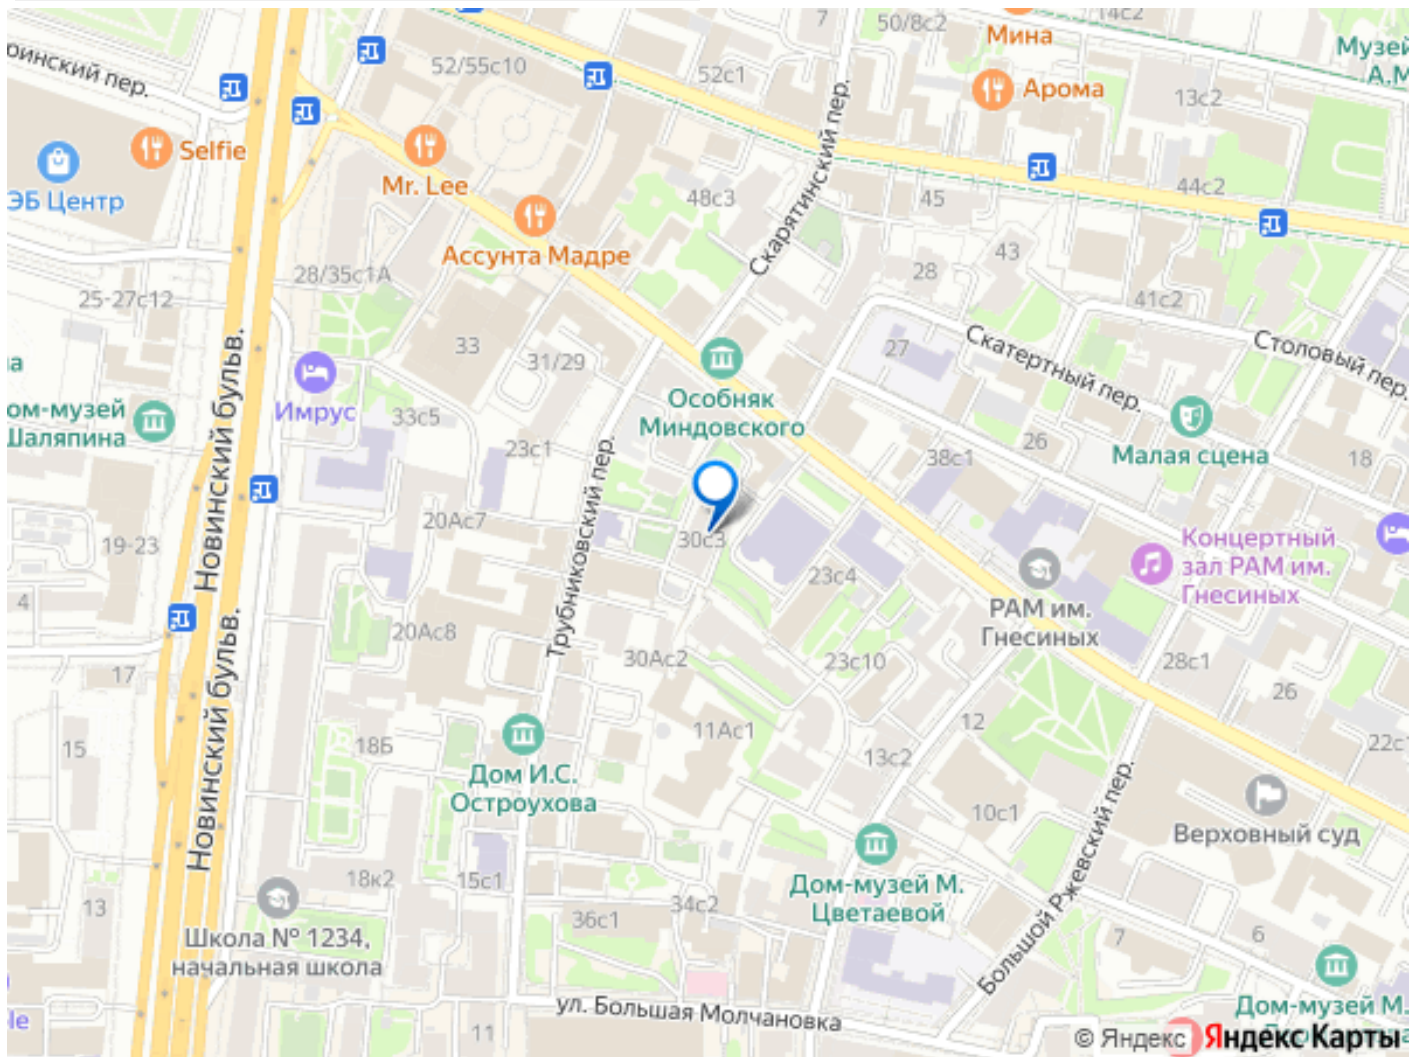 7
50/8с2
14с2
Мина
Музей
А.М
52/55с10
52с1
Арома
13с2
ринский пер.
Selfie
ЭБ Центр
Mr. Lee
48с3
Скарятинский пер.
45
44с2
Ассунта Мадре
28/35с1А
25-27с12
28
43
41с2
33
31/29
27
Скатертный пер.
Столовый пер.
Новинский бульв.
Имрус
Особняк
Миндовского
ом-музей
Шаляпина
33с5
23с1
26
38с1
Малая сцена
18
Трубниковский пер.
20Ас7
30с3
19-23
23с4
Концертный
зал РАМ им.
Гнесиных
4
РАМ им.
Гнесиных
20Ас8
30Ас2
23с10
28с1
17
26
Новинский бульв.
12
11Ас1
22с1
15
18Б
13с2
Дом И.С.
Остроухова
10с1
Верховный суд
Большой Ржевский пер.
18к2
15с1
Дом-музей М.
Цветаевой
34с2
36с1
13
Школа № 1234,
начальная школа
7
6
ул. Большая Молчановка
11
Дом-музей М.
© Яндекс Яндекс Карты